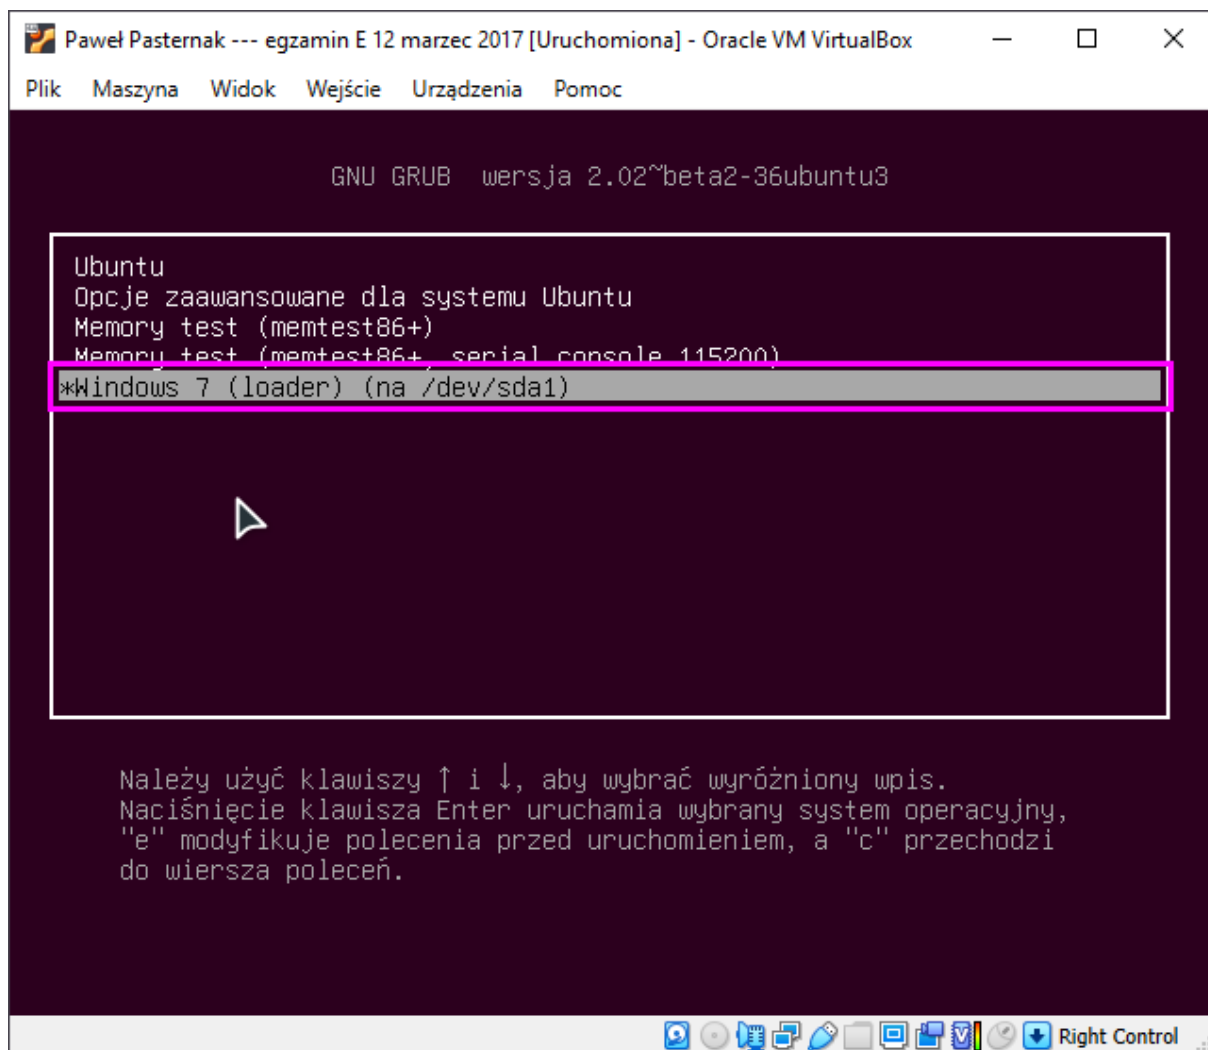 Paweł Pasternak --- egzamin E 12 marzec 2017 [Uruchomiona] - Oracle VM VirtualBox
Plik Maszyna Widok Wejście Urządzenia Pomoc
GNU GRUB wersja 2.02~beta2-36ubuntu3
Ubuntu
Opcje zaawansowane dla systemu Ubuntu
Memory test (memtest86+)
Memory test (memtest86+, serial console 115200)
*Windows 7 (loader) (na /dev/sda1)
Należy użyć klawiszy ↑ i ↓, aby wybrać wyróżniony wpis.
Naciśnięcie klawisza Enter uruchamia wybrany system operacyjny,
"e" modyfikuje polecenia przed uruchomieniem, a "c" przechodzi
do wiersza poleceń.
Right Control